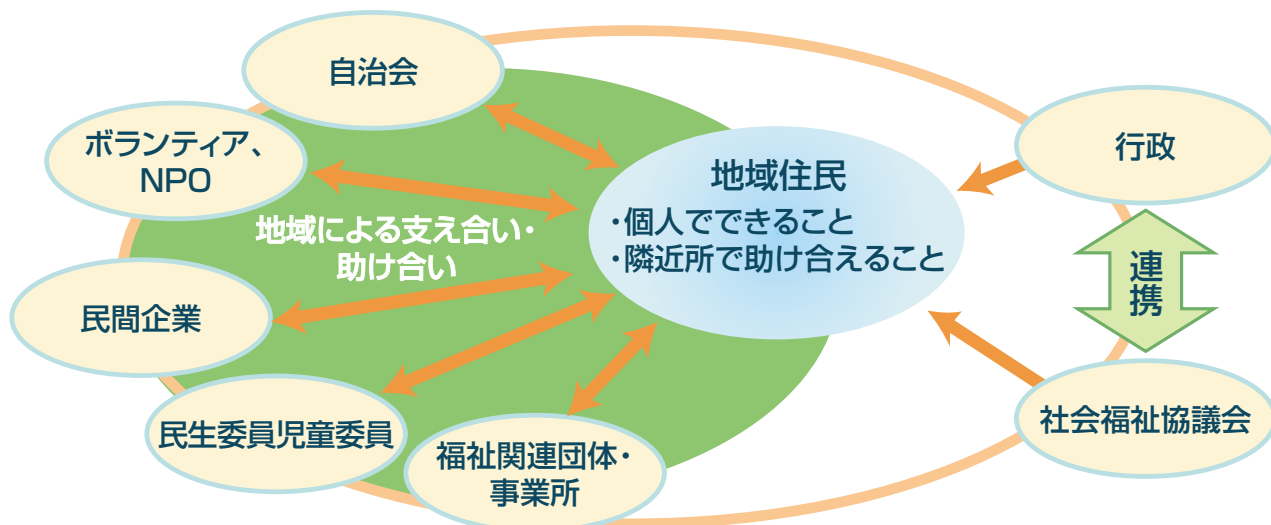 自治会
ボランティア、
NPO
民間企業
民生委員児童委員
福祉関連団体・
事業所
地域による支え合い・
助け合い
地域住民
・個人でできること
・隣近所で助け合えること
行政
連携
社会福祉協議会